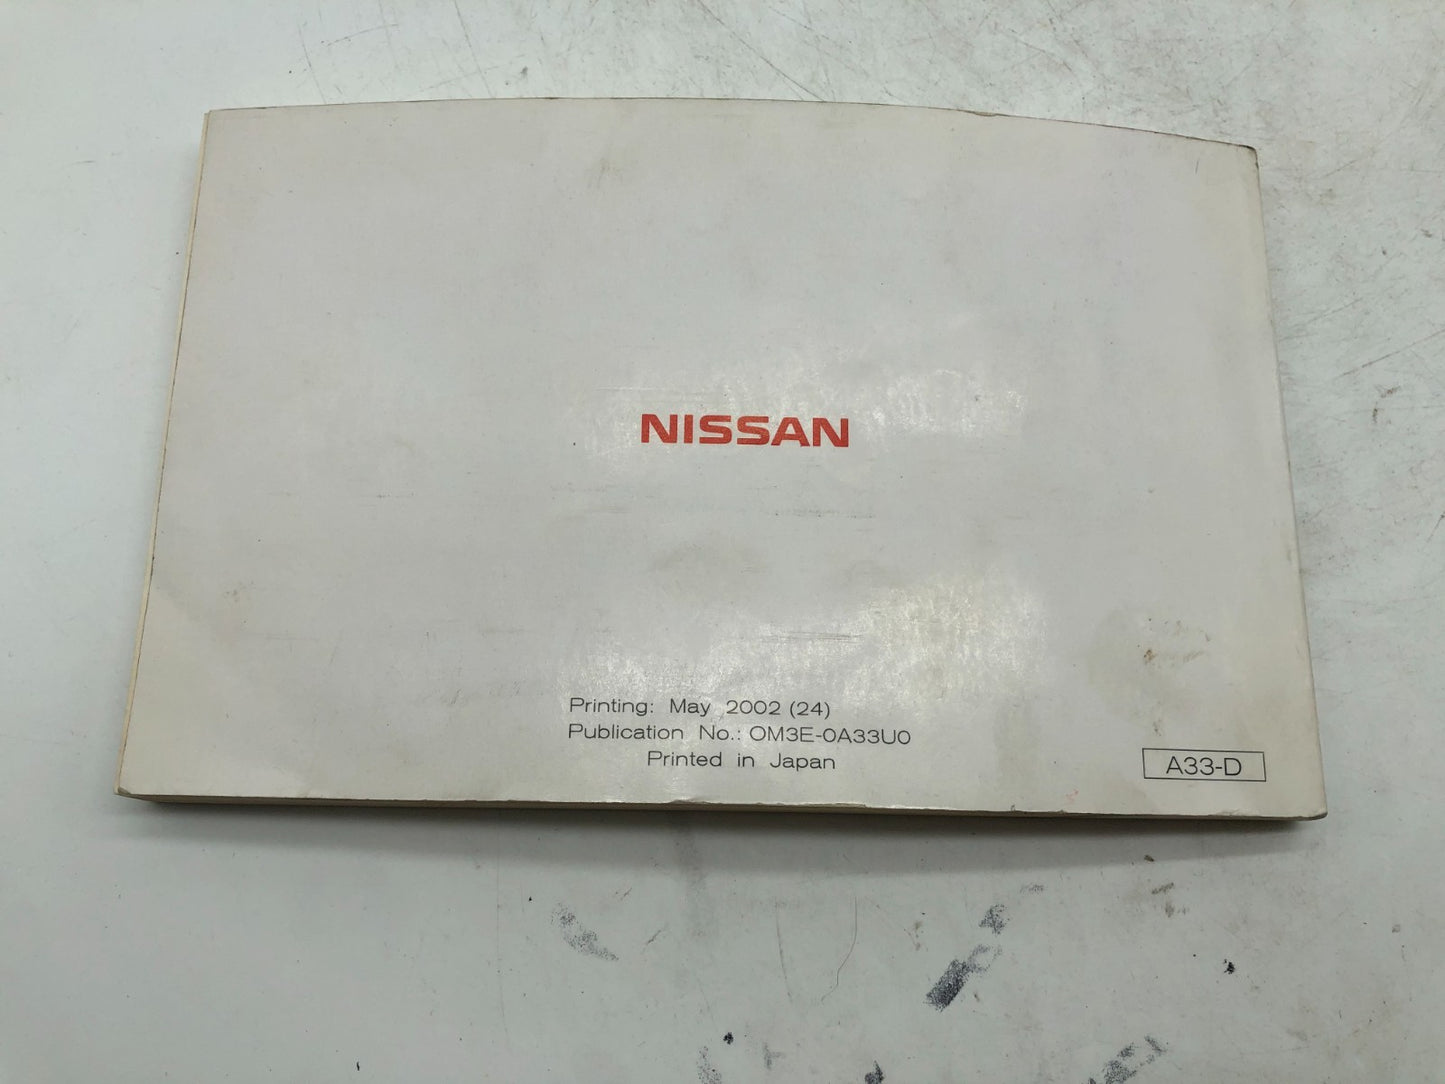 NISSAN
Printing: May 2002 (24)
Publication No.: OM3E-0A33U0
Printed in Japan
A33-D